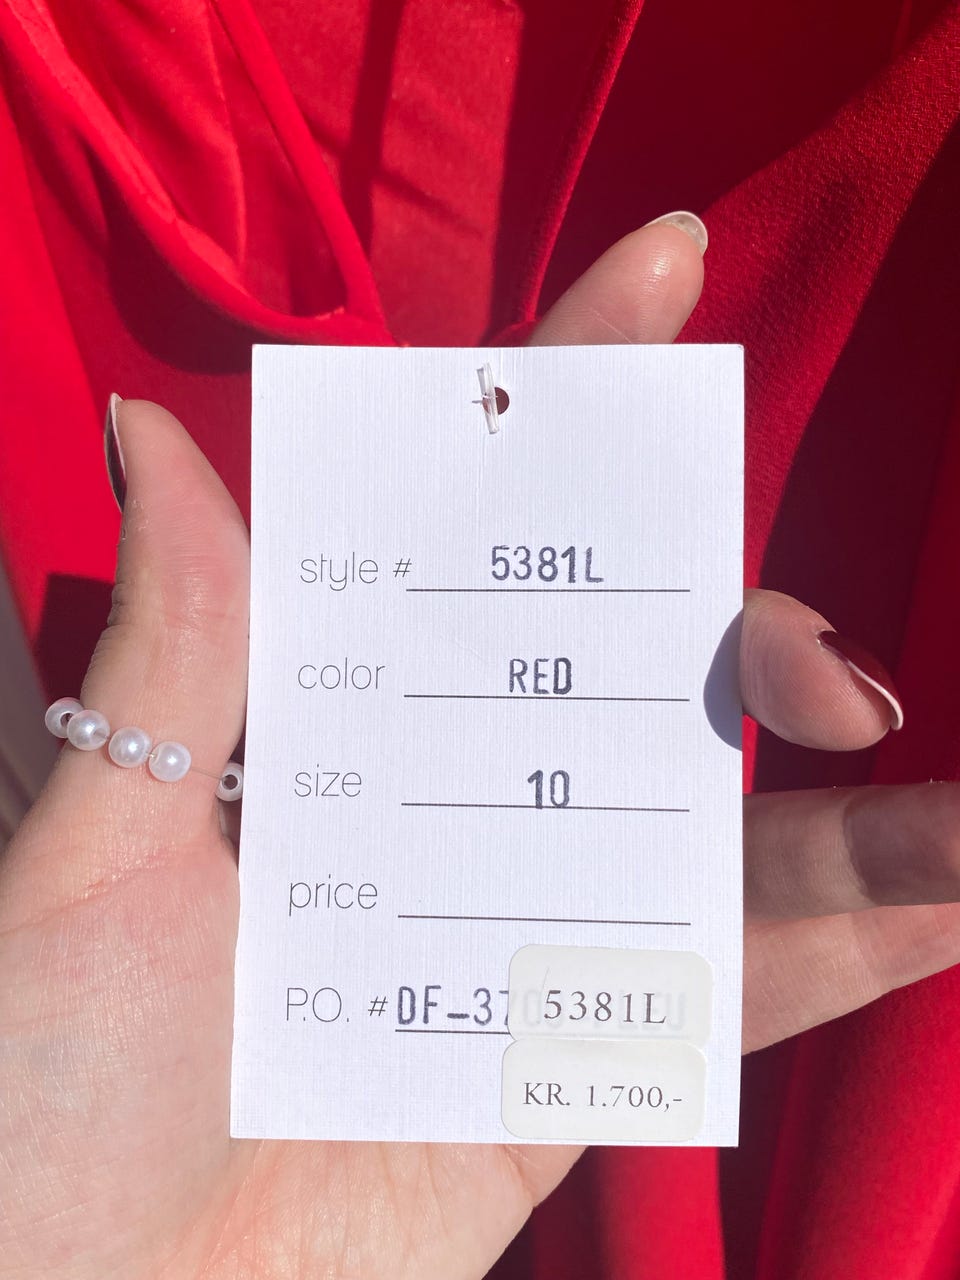 style # 5381L
color RED
size 10
price
P.O. # DF-37
5381L
KR. 1.700,-